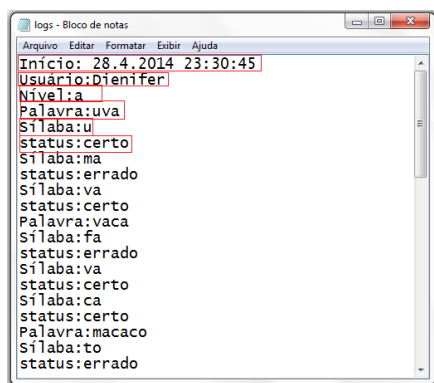 logs - Bloco de notas
Arquivo Editar Formatar Exibir Ajuda
Início: 28.4.2014 23:30:45
Usuário:Dienifer
Nível:a
Palavra:uva
Sílaba:u
status:certo
Sílaba:ma
status:errado
Sílaba:va
status:certo
Palavra:vaca
Sílaba:fa
status:errado
Sílaba:va
status:certo
Sílaba:ca
status:certo
Palavra:macaco
Sílaba:to
status:errado